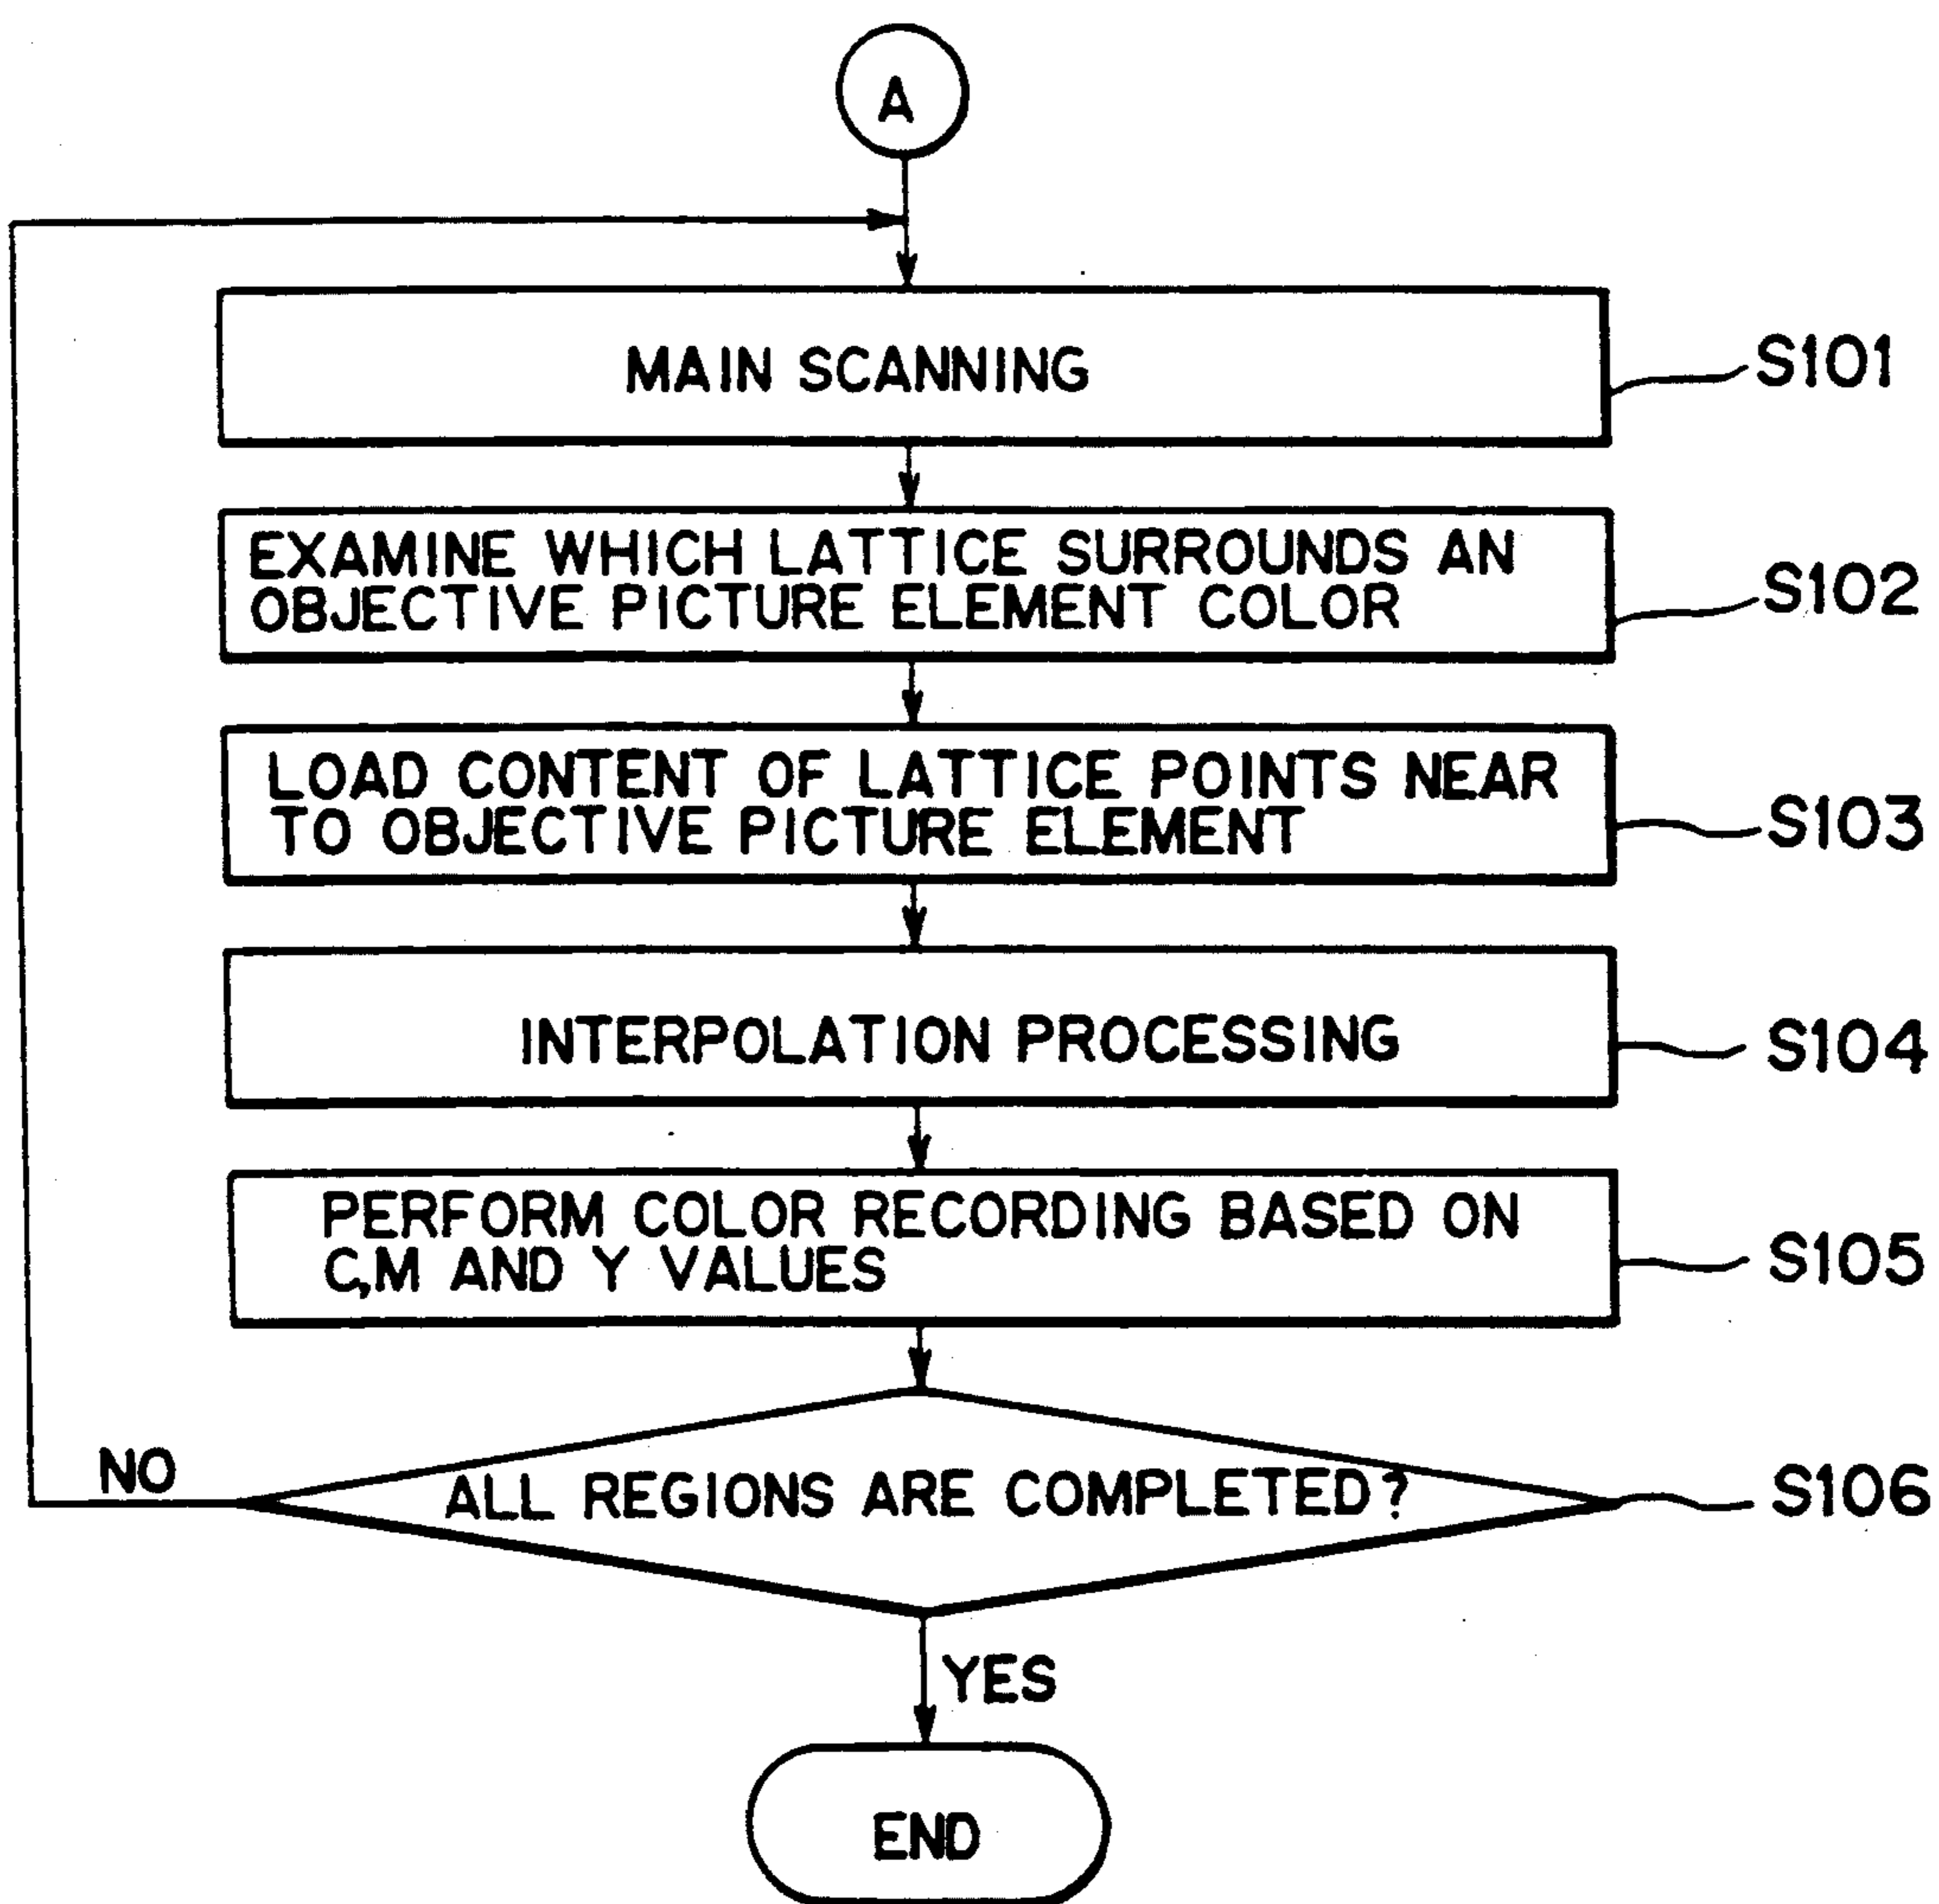 A
MAIN SCANNING
S101
EXAMINE WHICH LATTICE SURROUNDS AN
OBJECTIVE PICTURE ELEMENT COLOR
S102
LOAD CONTENT OF LATTICE POINTS NEAR
TO OBJECTIVE PICTURE ELEMENT
S103
INTERPOLATION PROCESSING
S104
PERFORM COLOR RECORDING BASED ON
C,M AND Y VALUES
S105
NO
ALL REGIONS ARE COMPLETED?
S106
YES
END